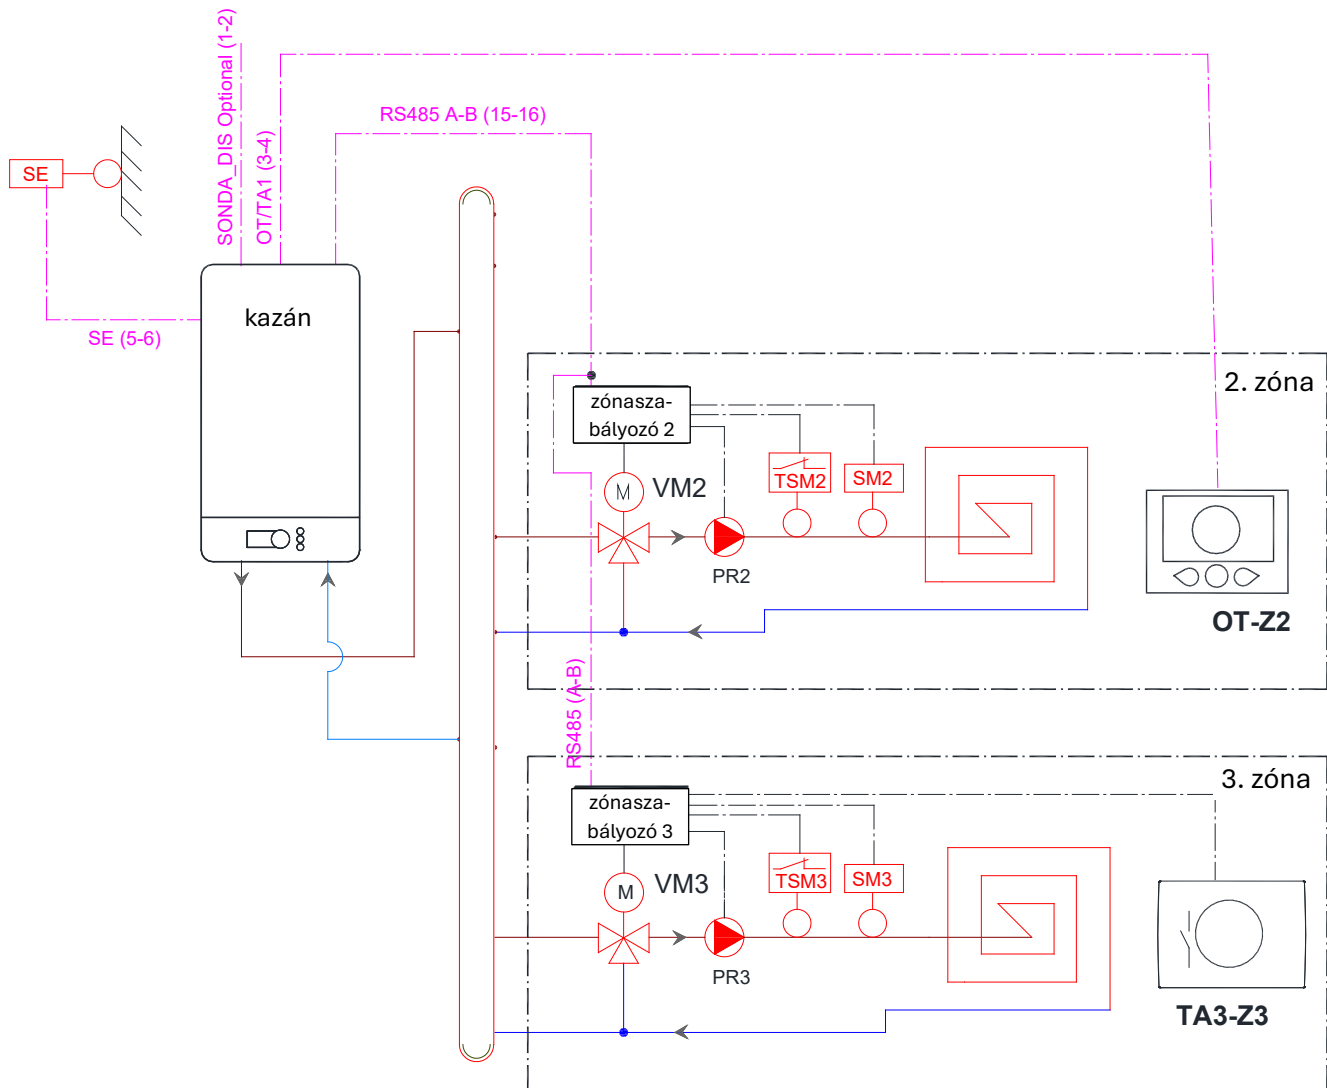 SONDA_DIS Optional (1-2)
OT/TA1 (3-4)
RS485 A-B (15-16)
SE
kazán
SE (5-6)
2. zóna
zónasza-
bályozó 2
VM2
M
TSM2
SM2
PR2
OT-Z2
RS485 (A-B)
3. zóna
zónasza-
bályozó 3
VM3
M
TSM3
SM3
PR3
TA3-Z3